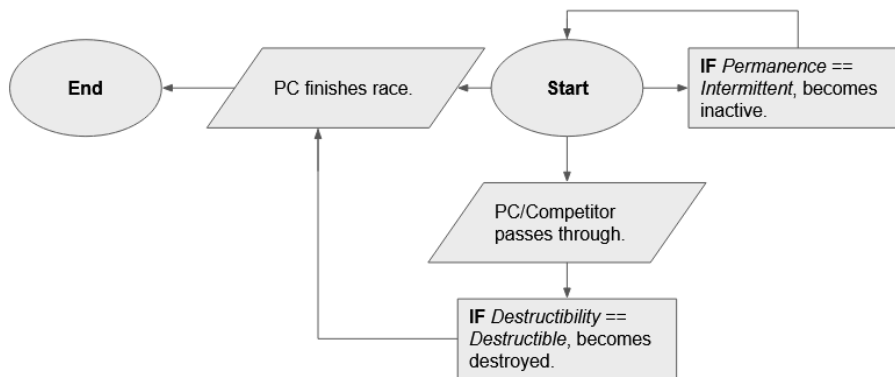 End
PC finishes race.
Start
IF Permanence ==
Intermittent, becomes
inactive.
PC/Competitor
passes through.
IF Destructibility ==
Destructible, becomes
destroyed.